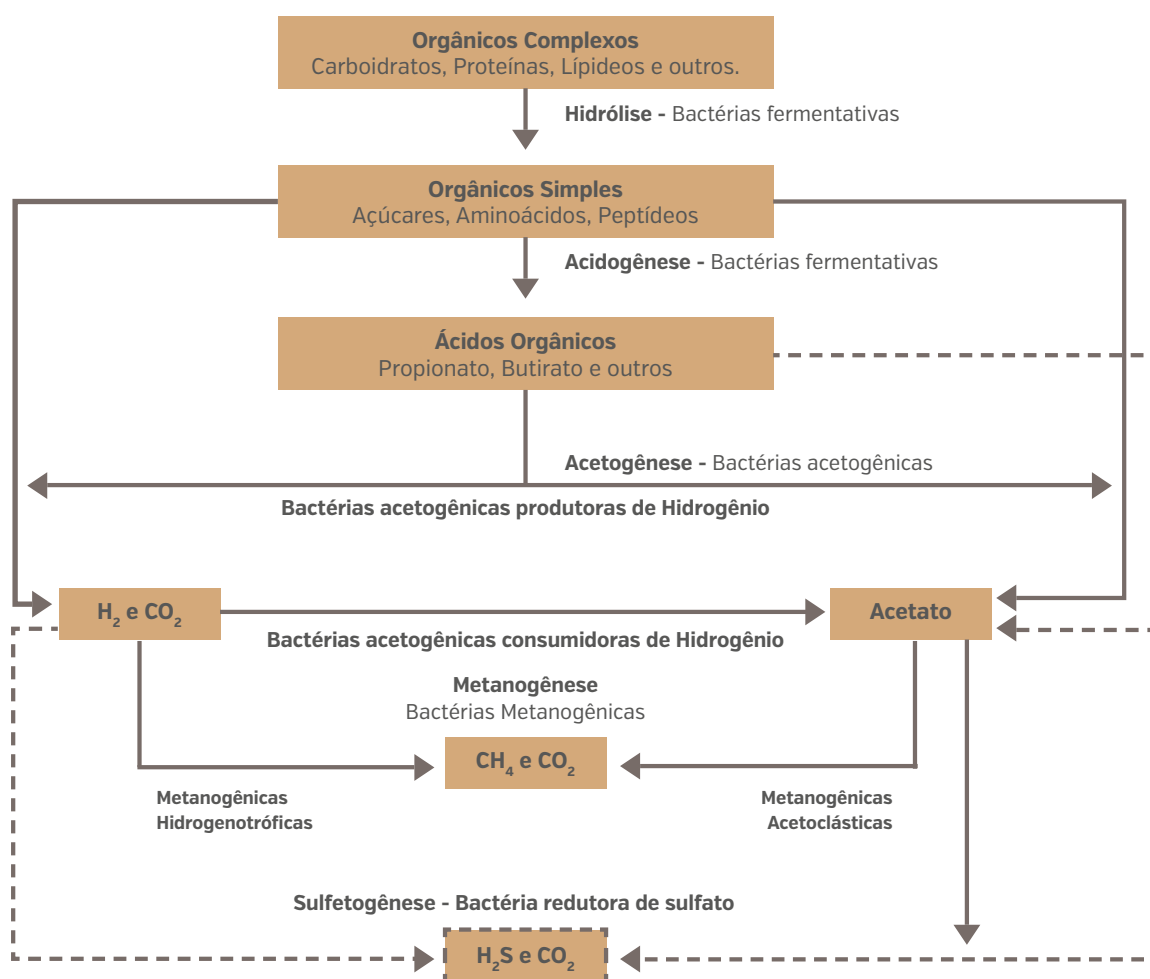 Orgânicos Complexos
Carboidratos, Proteínas, Lípideos e outros.
Hidrólise - Bactérias fermentativas
Orgânicos Simples
Açúcares, Aminoácidos, Peptídeos
Acidogênese - Bactérias fermentativas
Ácidos Orgânicos
Propionato, Butirato e outros
Acetogênese - Bactérias acetogênicas
Bactérias acetogênicas produtoras de Hidrogênio
H₂ e CO₂
Acetato
Bactérias acetogênicas consumidoras de Hidrogênio
Metanogênese
Bactérias Metanogênicas
CH₄ e CO₂
Metanogênicas
Hidrogenotróficas
Metanogênicas
Acetoclásticas
Sulfetogênese - Bactéria redutora de sulfato
H₂S e CO₂